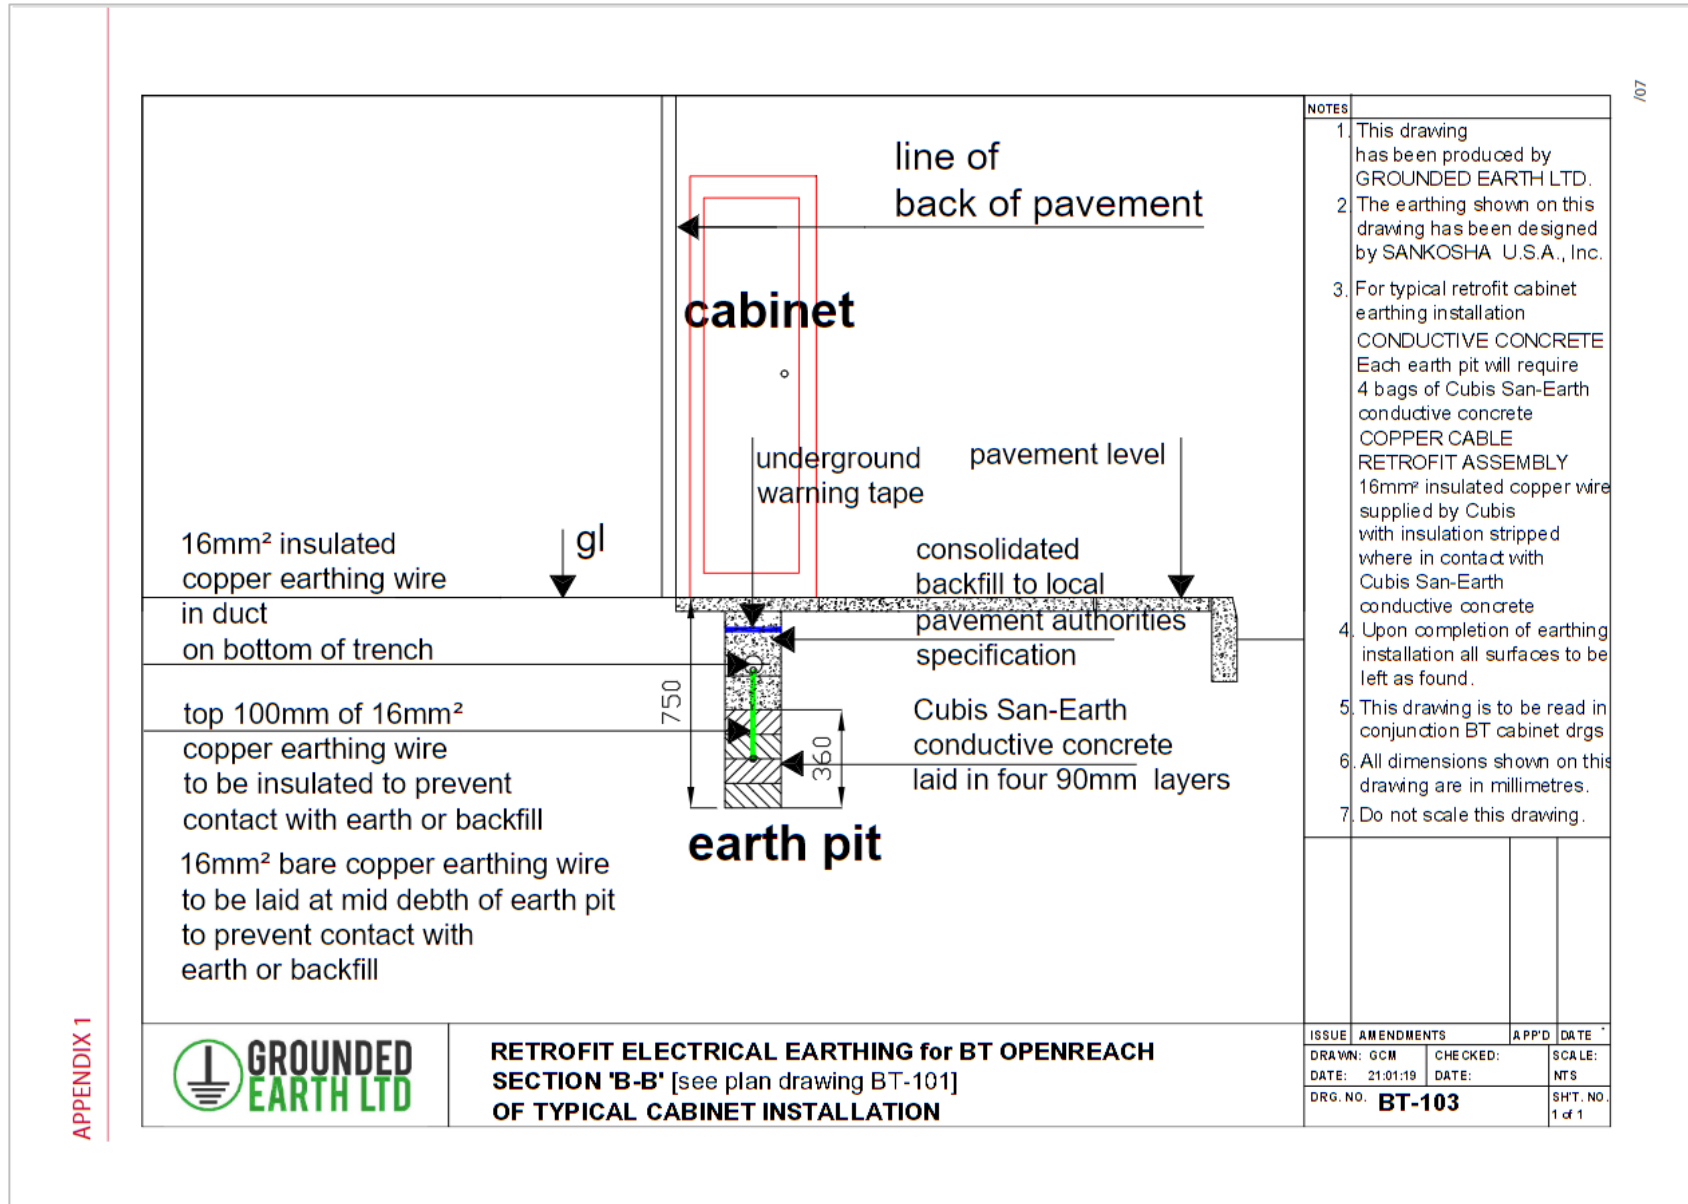 /07
line of
back of pavement
cabinet
underground
warning tape
pavement level
gl
16mm² insulated
copper earthing wire
in duct
on bottom of trench
consolidated
backfill to local
pavement authorities
specification
750
360
top 100mm of 16mm²
copper earthing wire
to be insulated to prevent
contact with earth or backfill
Cubis San-Earth
conductive concrete
laid in four 90mm layers
earth pit
16mm² bare copper earthing wire
to be laid at mid debth of earth pit
to prevent contact with
earth or backfill
NOTES
1. This drawing
has been produced by
GROUNDED EARTH LTD.
2. The earthing shown on this
drawing has been designed
by SANKOSHA U.S.A., Inc.
3. For typical retrofit cabinet
earthing installation
CONDUCTIVE CONCRETE
Each earth pit will require
4 bags of Cubis San-Earth
conductive concrete
COPPER CABLE
RETROFIT ASSEMBLY
16mm² insulated copper wire
supplied by Cubis
with insulation stripped
where in contact with
Cubis San-Earth
conductive concrete
4. Upon completion of earthing
installation all surfaces to be
left as found.
5. This drawing is to be read in
conjunction BT cabinet drgs
6. All dimensions shown on this
drawing are in millimetres.
7. Do not scale this drawing.
ISSUE AMENDMENTS APP'D DATE
DRAWN: GCM CHECKED: SCALE:
DATE: 21:01:19 DATE: NTS
DRG. NO. BT-103 SH'T. NO.
1 of 1
GROUNDED
EARTH LTD
RETROFIT ELECTRICAL EARTHING for BT OPENREACH
SECTION 'B-B' [see plan drawing BT-101]
OF TYPICAL CABINET INSTALLATION
APPENDIX 1